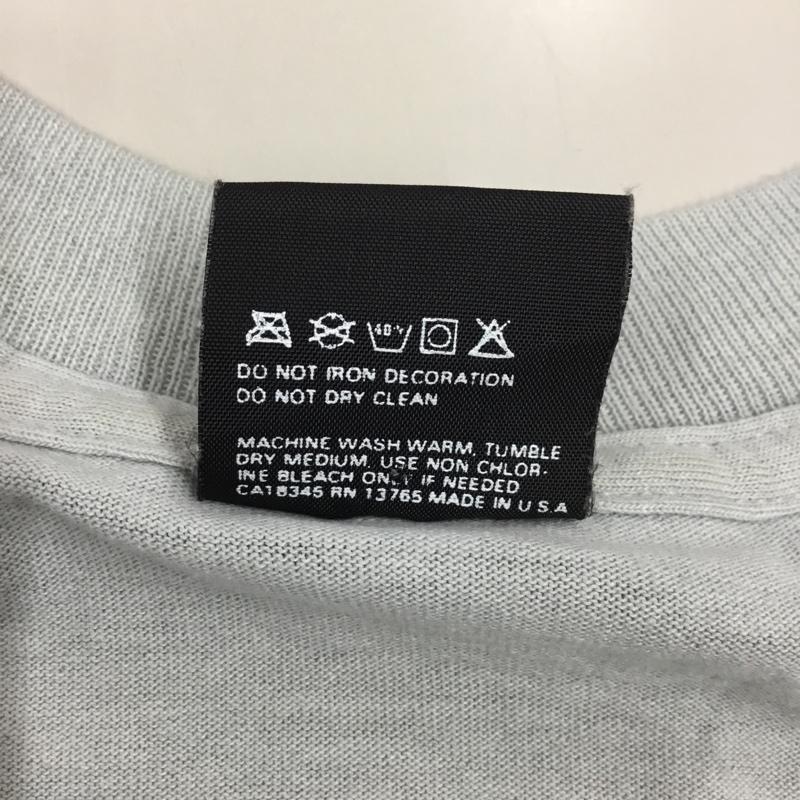 40°c
DO NOT IRON DECORATION
DO NOT DRY CLEAN
MACHINE WASH WARM, TUMBLE
DRY MEDIUM, USE NON CHLOR-
INE BLEACH ONLY IF NEEDED
CA18345 RN 13765 MADE IN U S A